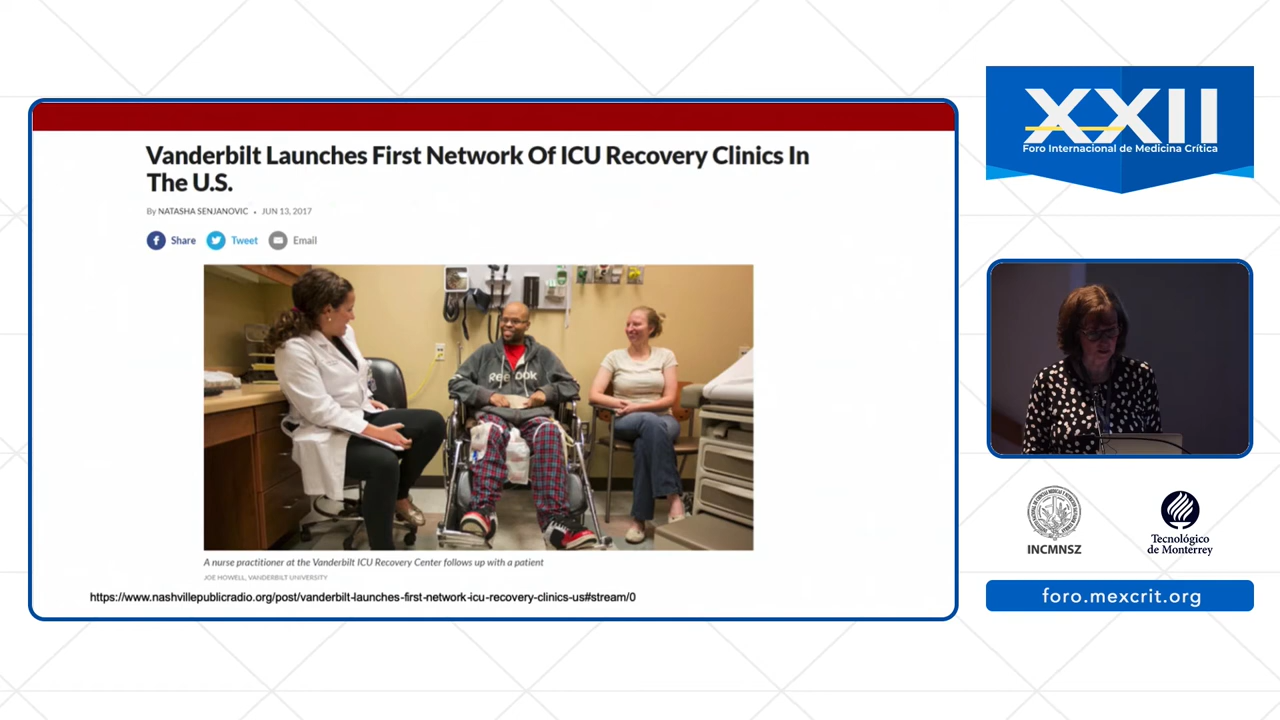 Vanderbilt Launches First Network Of ICU Recovery Clinics In
The U.S.
By NATASHA SENJANOVIC • JUN 13, 2017
Share Tweet Email
Reebok
A nurse practitioner at the Vanderbilt ICU Recovery Center follows up with a patient
JOE HOWELL, VANDERBILT UNIVERSITY
https://www.nashvillepublicradio.org/post/vanderbilt-launches-first-network-icu-recovery-clinics-us#stream/0
XXII
Foro Internacional de Medicina Crítica
INCMNSZ
Tecnológico
de Monterrey
foro.mexcrit.org